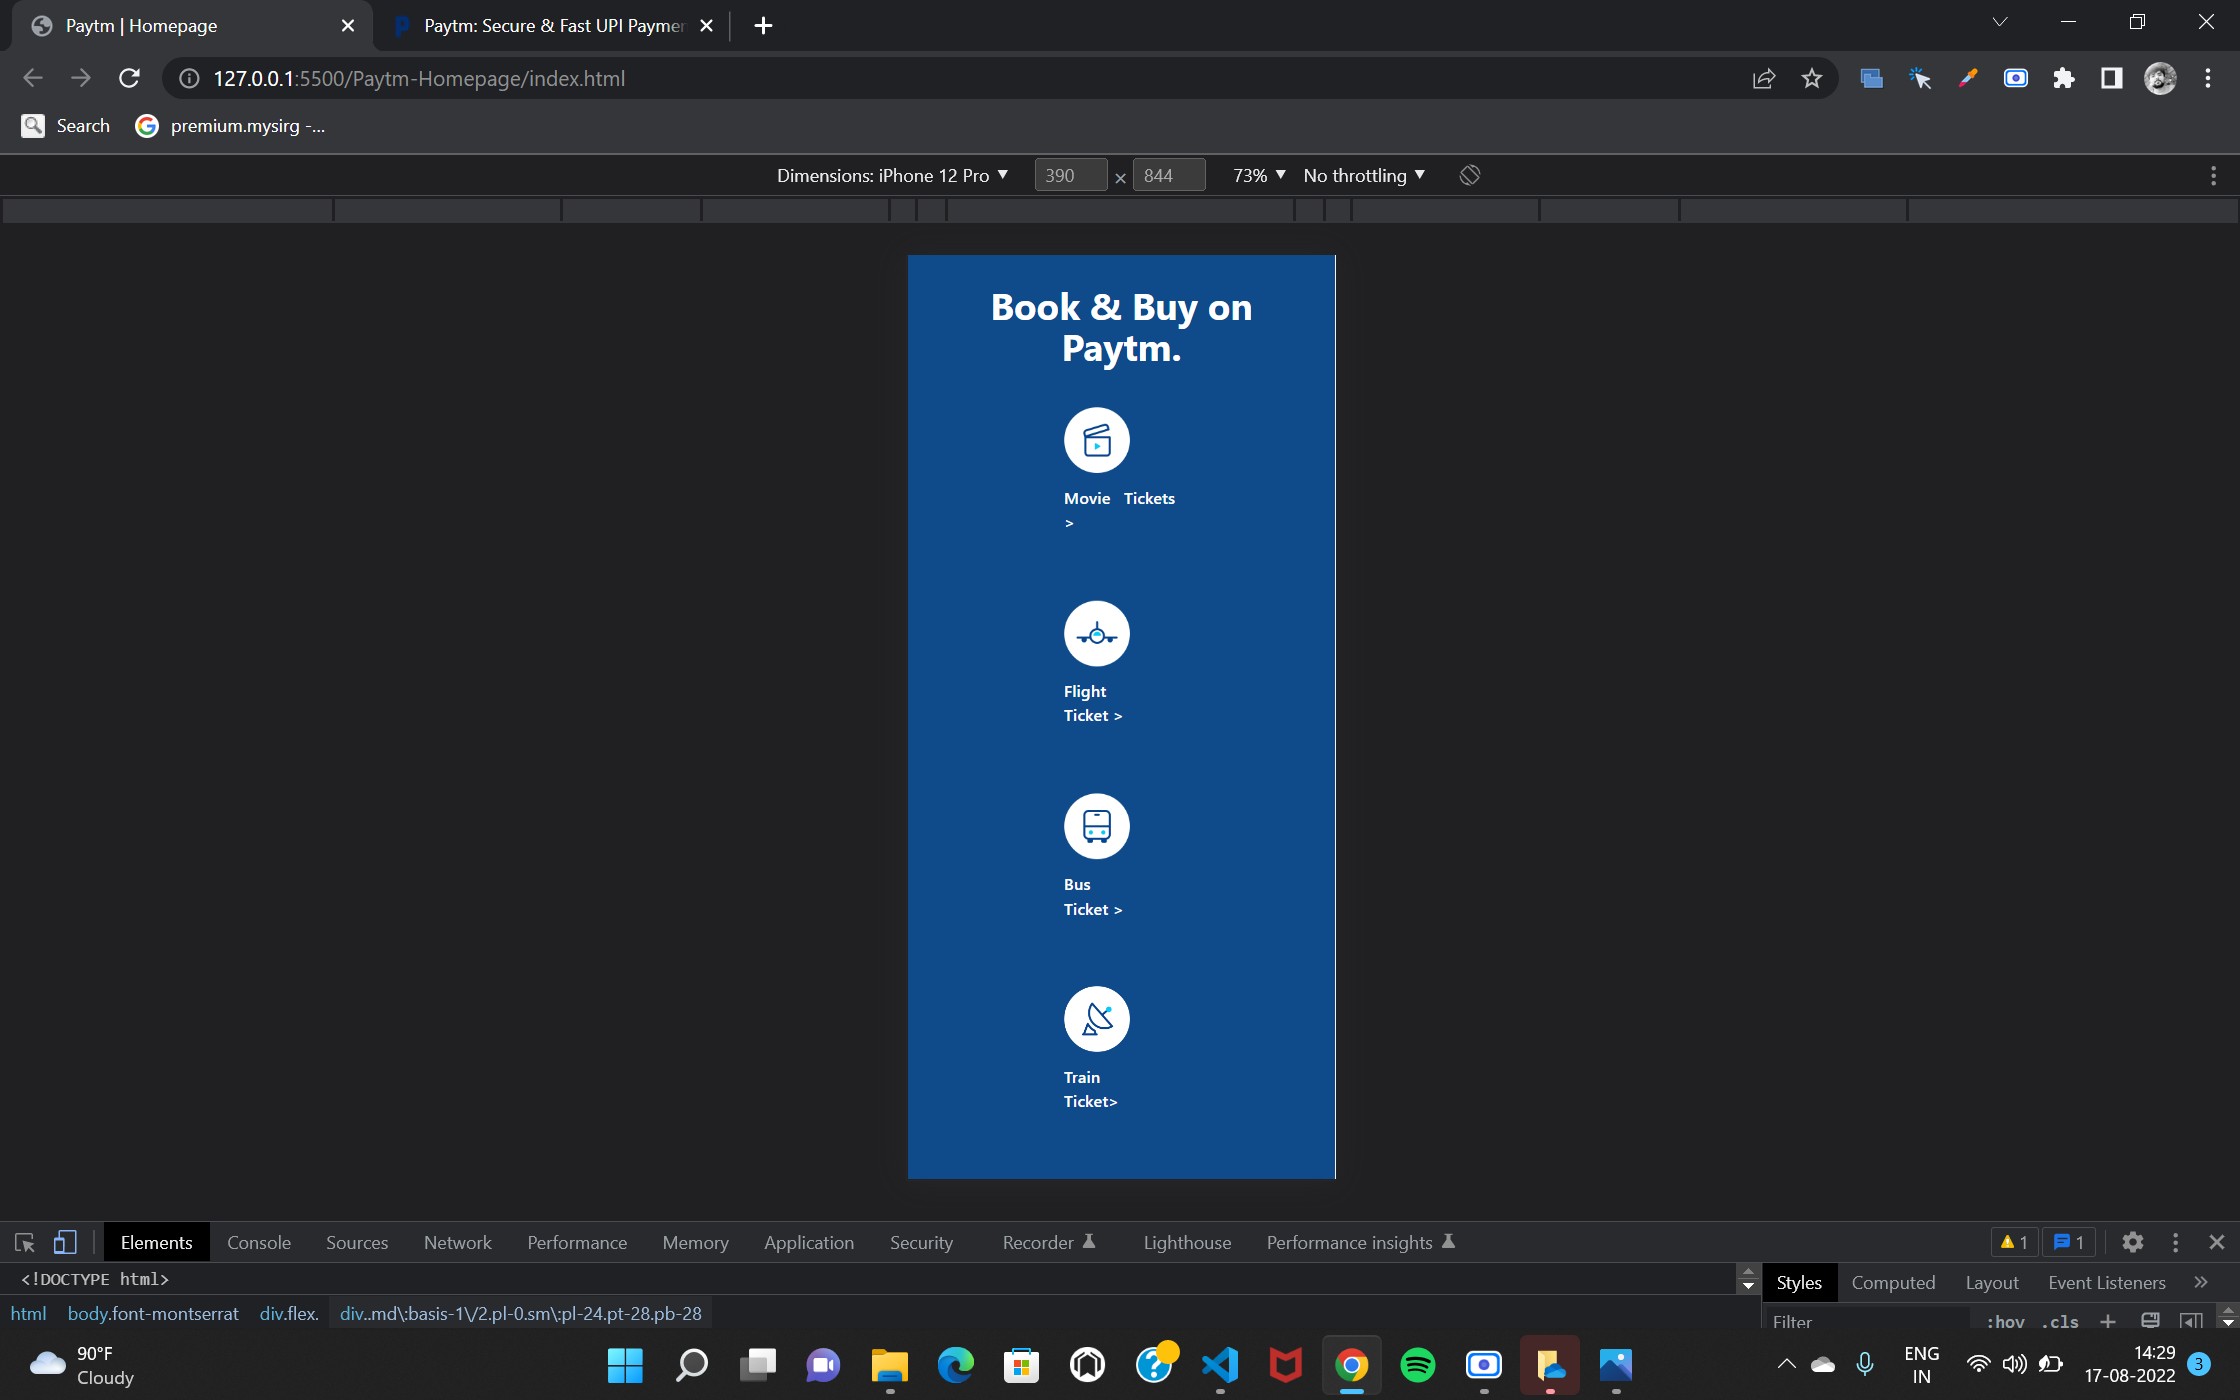 Paytm | Homepage
Paytm: Secure & Fast UPI Paymen
127.0.0.1:5500/Paytm-Homepage/index.html
Search
premium.mysirg -...
Dimensions: iPhone 12 Pro ▼ 390 × 844 73% ▼ No throttling ▼
Book & Buy on
Paytm.
Movie Tickets
>
Flight
Ticket >
Bus
Ticket >
Train
Ticket>
Elements Console Sources Network Performance Memory Application Security Recorder Lighthouse Performance insights 1 1
<!DOCTYPE html>
Styles Computed Layout Event Listeners »
html body.font-montserrat div.flex. div..md\:basis-1\/2.pl-0.sm\:pl-24.pt-28.pb-28
Filter :hov .cls +
90°F
Cloudy
ENG
IN
14:29
17-08-2022
3